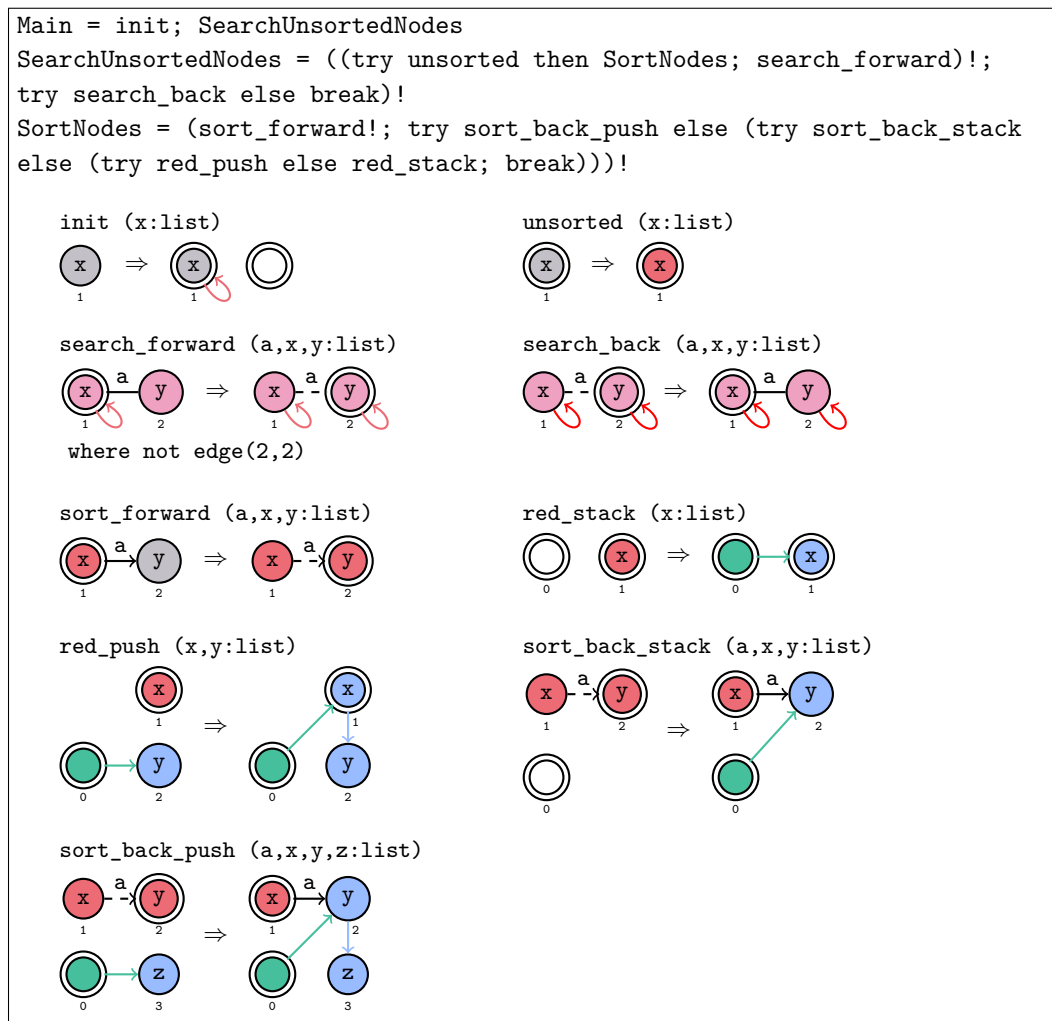 Main = init; SearchUnsortedNodes
SearchUnsortedNodes = ((try unsorted then SortNodes; search_forward)!;
try search_back else break)!
SortNodes = (sort_forward!; try sort_back_push else (try sort_back_stack
else (try red_push else red_stack; break)))!
init (x:list)
x ⇒ x
1 1
unsorted (x:list)
x ⇒ x
1 1
search_forward (a,x,y:list)
x a y ⇒ x a y
1 2 1 2
where not edge(2,2)
search_back (a,x,y:list)
x a y ⇒ x a y
1 2 1 2
sort_forward (a,x,y:list)
x a y ⇒ x a y
1 2 1 2
red_stack (x:list)
x ⇒ x
0 1 0 1
red_push (x,y:list)
x x
1 ⇒ 1
y y
0 2 0 2
sort_back_stack (a,x,y:list)
x a y x a y
1 2 ⇒ 1 2
0 0
sort_back_push (a,x,y,z:list)
x a y x a y
1 2 ⇒ 1 2
z z
0 3 0 3